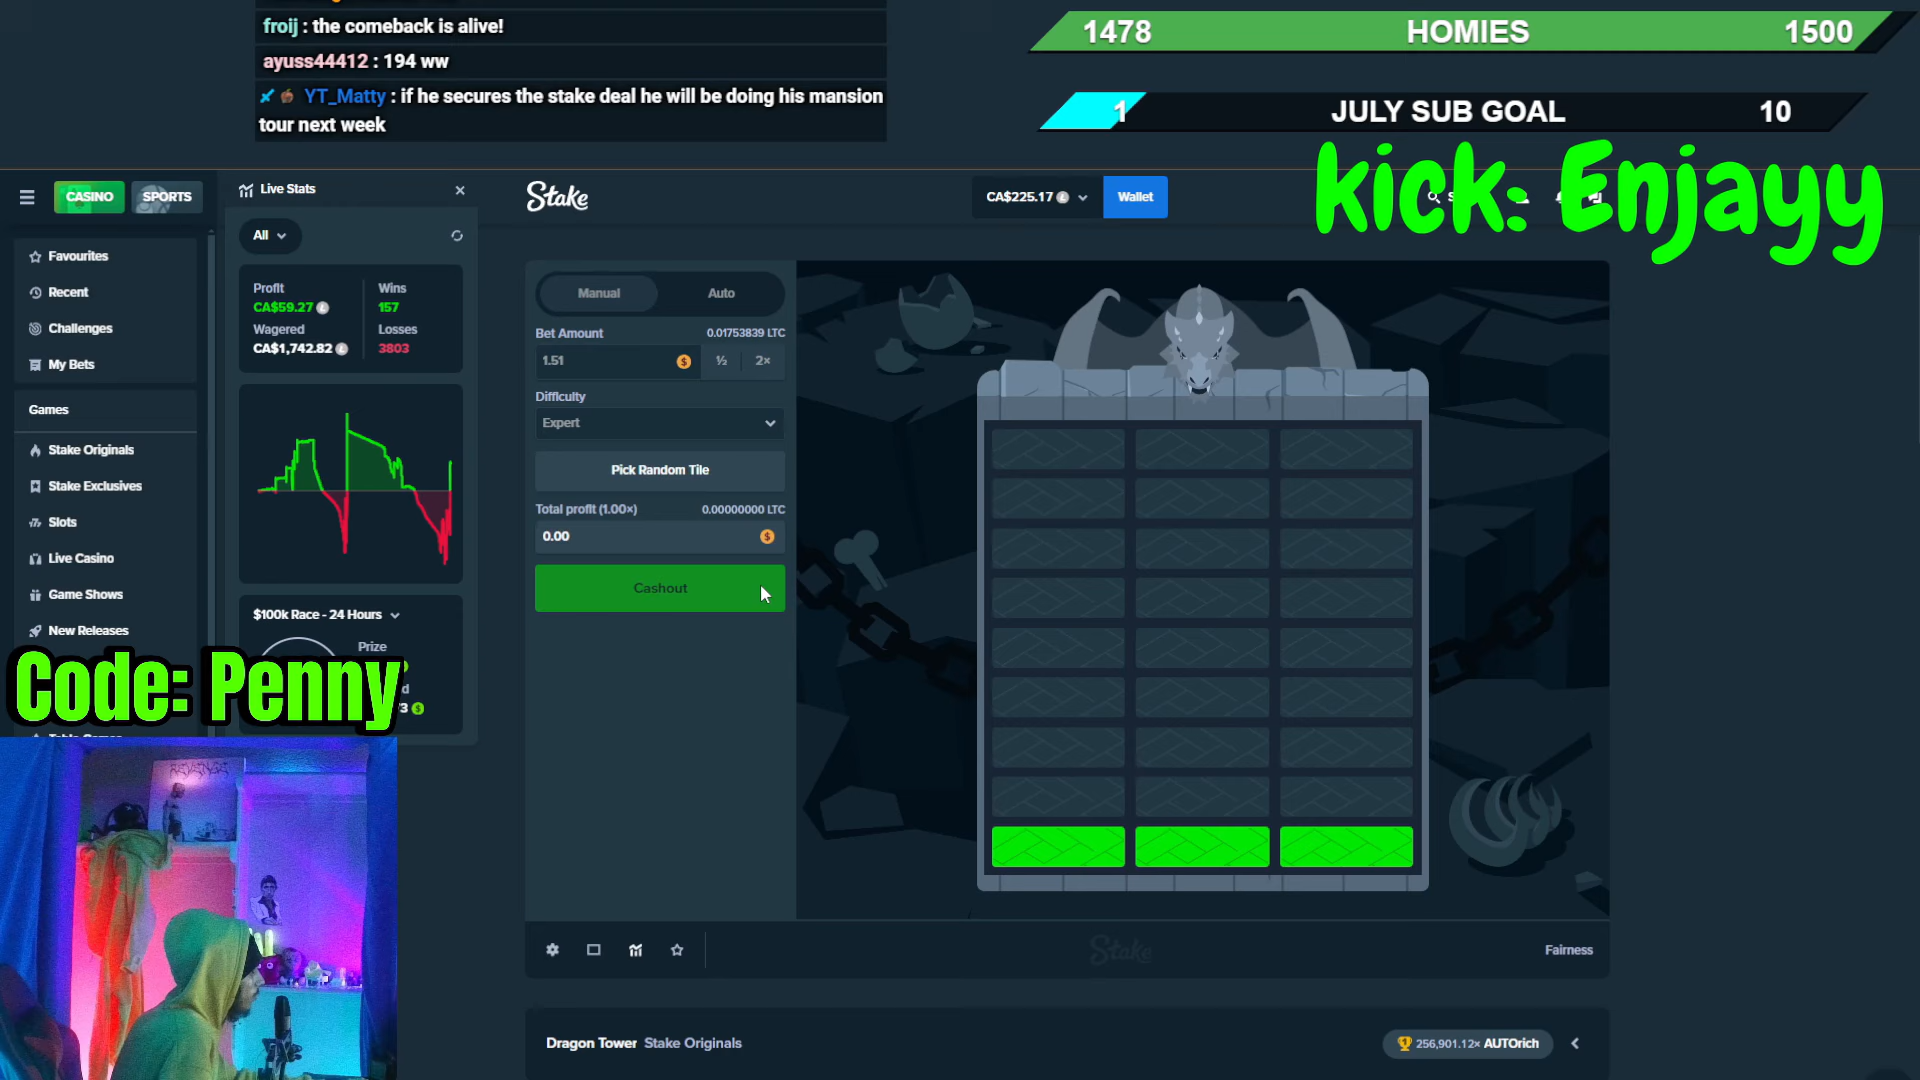 froij : the comeback is alive!
ayuss44412 : 194 ww
YT_Matty : if he secures the stake deal he will be doing his mansion
tour next week
1478 HOMIES 1500
1 JULY SUB GOAL 10
kick: Enjayy
CASINO SPORTS
Live Stats
Stake
CA$225.17
Wallet
All
Favourites
Recent
Challenges
My Bets
Games
Stake Originals
Stake Exclusives
Slots
Live Casino
Game Shows
New Releases
Profit Wins
CA$59.27 157
Wagered Losses
CA$1,742.82 3803
$100k Race - 24 Hours
Prize
Code: Penny
Manual Auto
Bet Amount 0.01753839 LTC
1.51 ½ 2×
Difficulty
Expert
Pick Random Tile
Total profit (1.00×) 0.00000000 LTC
0.00
Cashout
Stake
Fairness
Dragon Tower Stake Originals
256,901.12× AUTOrich
REVENGE